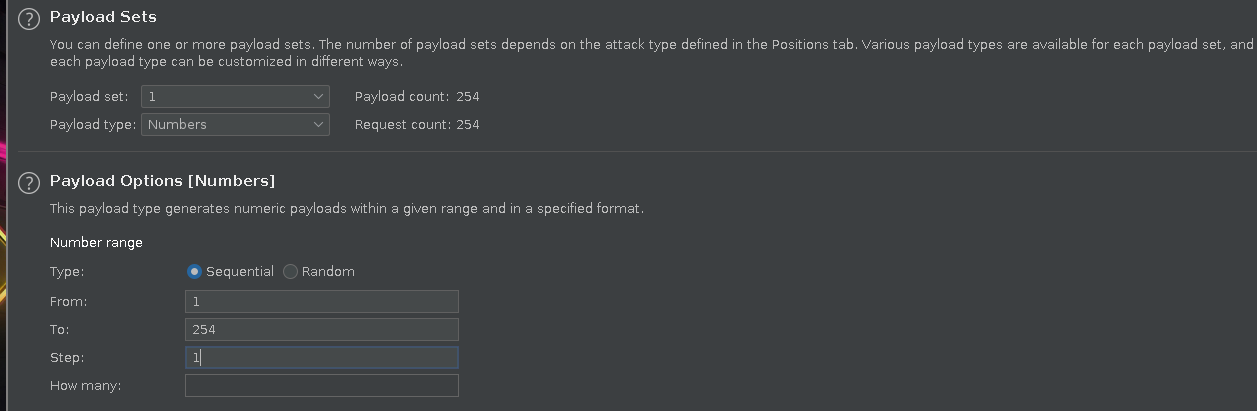 ? Payload Sets
You can define one or more payload sets. The number of payload sets depends on the attack type defined in the Positions tab. Various payload types are available for each payload set, and
each payload type can be customized in different ways.
Payload set: 1 Payload count: 254
Payload type: Numbers Request count: 254
? Payload Options [Numbers]
This payload type generates numeric payloads within a given range and in a specified format.
Number range
Type: Sequential Random
From: 1
To: 254
Step: 1
How many: